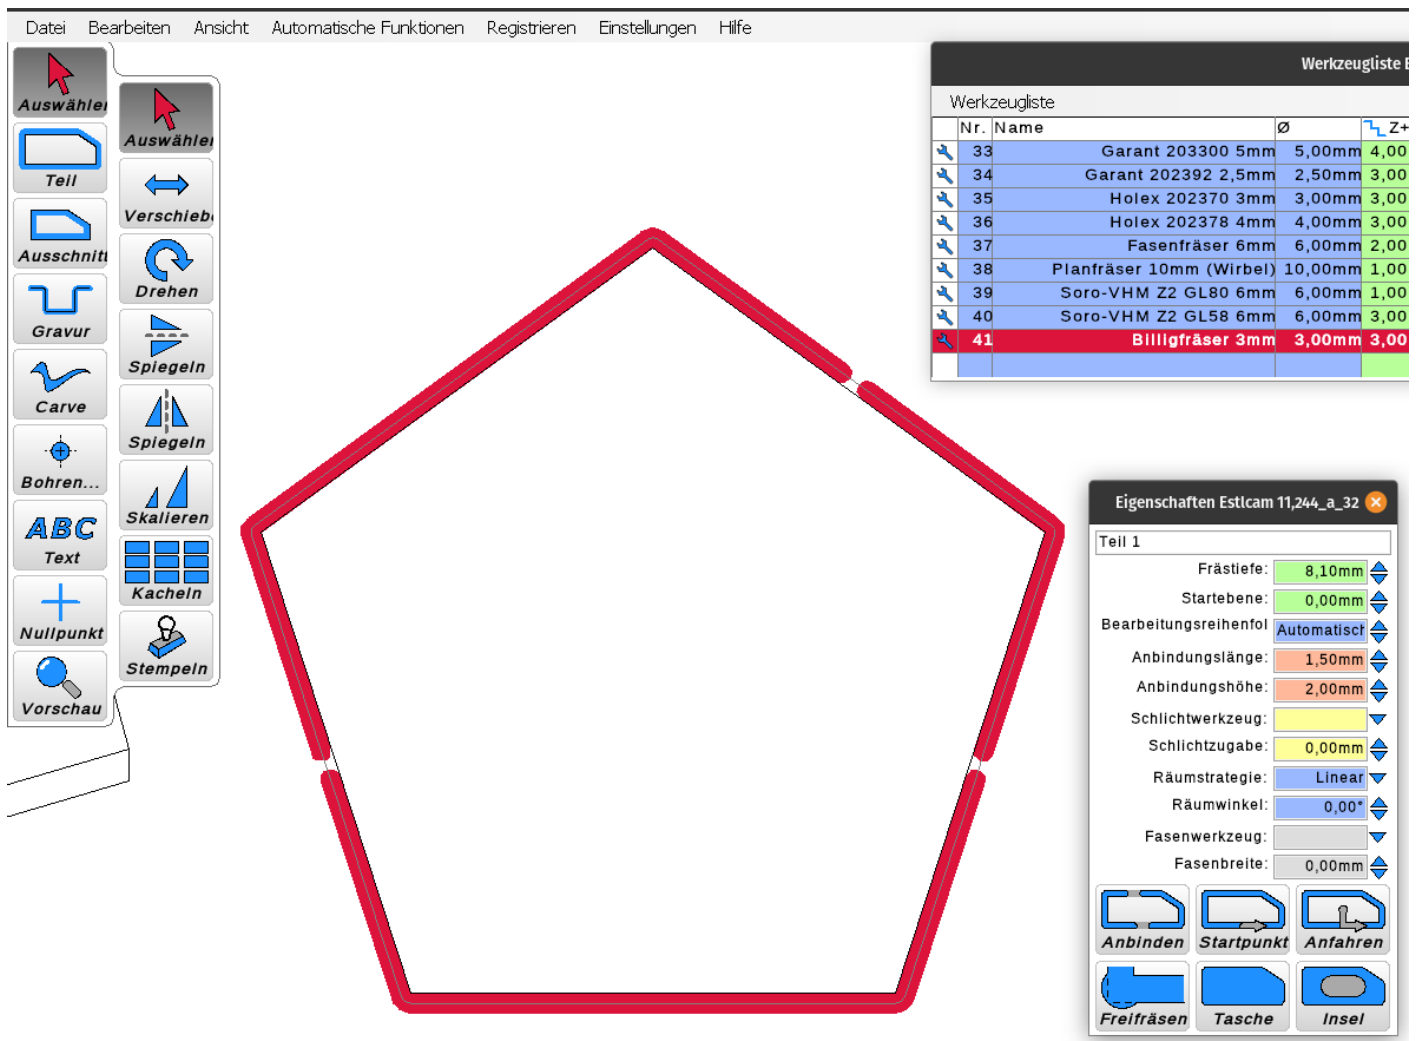 Datei Bearbeiten Ansicht Automatische Funktionen Registrieren Einstellungen Hilfe
Auswähler
Teil
Ausschnitt
Gravur
Carve
Bohren...
ABC
Text
Nullpunkt
Vorschau
Auswähler
Verschiebe
Drehen
Spiegeln
Spiegeln
Skalieren
Kacheln
Stempeln
Werkzeugliste E
Werkzeugliste
Nr. Name Ø Z+
33 Garant 203300 5mm 5,00mm 4,00
34 Garant 202392 2,5mm 2,50mm 3,00
35 Holex 202370 3mm 3,00mm 3,00
36 Holex 202378 4mm 4,00mm 3,00
37 Fasenfräser 6mm 6,00mm 2,00
38 Planfräser 10mm (Wirbel) 10,00mm 1,00
39 Soro-VHM Z2 GL80 6mm 6,00mm 1,00
40 Soro-VHM Z2 GL58 6mm 6,00mm 3,00
41 Billigfräser 3mm 3,00mm 3,00
Eigenschaften Estlcam 11,244_a_32
Teil 1
Frästiefe: 8,10mm
Startebene: 0,00mm
Bearbeitungsreihenfol Automatisch
Anbindungslänge: 1,50mm
Anbindungshöhe: 2,00mm
Schlichtwerkzeug:
Schlichtzugabe: 0,00mm
Räumstrategie: Linear
Räumwinkel: 0,00°
Fasenwerkzeug:
Fasenbreite: 0,00mm
Anbinden Startpunkt Anfahren
Freifräsen Tasche Insel